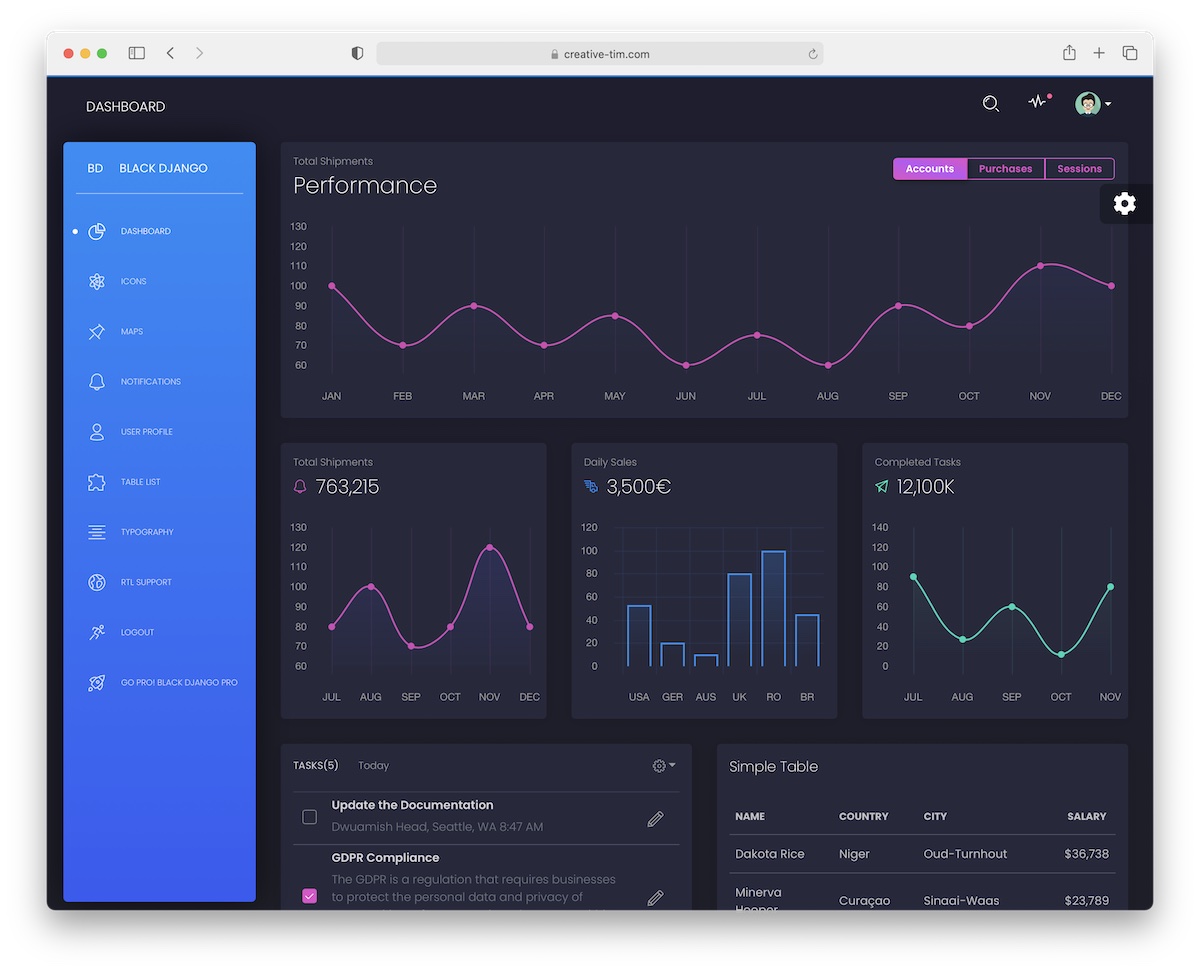 creative-tim.com
DASHBOARD
BD BLACK DJANGO
DASHBOARD
ICONS
MAPS
NOTIFICATIONS
USER PROFILE
TABLE LIST
TYPOGRAPHY
RTL SUPPORT
LOGOUT
GO PRO! BLACK DJANGO PRO
Total Shipments
Performance
Accounts Purchases Sessions
130
120
110
100
90
80
70
60
JAN FEB MAR APR MAY JUN JUL AUG SEP OCT NOV DEC
Total Shipments
763,215
130
120
110
100
90
80
70
60
JUL AUG SEP OCT NOV DEC
Daily Sales
3,500€
120
100
80
60
40
20
0
USA GER AUS UK RO BR
Completed Tasks
12,100K
140
120
100
80
60
40
20
0
JUL AUG SEP OCT NOV
TASKS(5) Today
Update the Documentation
Dwuamish Head, Seattle, WA 8:47 AM
GDPR Compliance
The GDPR is a regulation that requires businesses
to protect the personal data and privacy of
Simple Table
NAME COUNTRY CITY SALARY
Dakota Rice Niger Oud-Turnhout $36,738
Minerva
Hooper Curaçao Sinaai-Waas $23,789